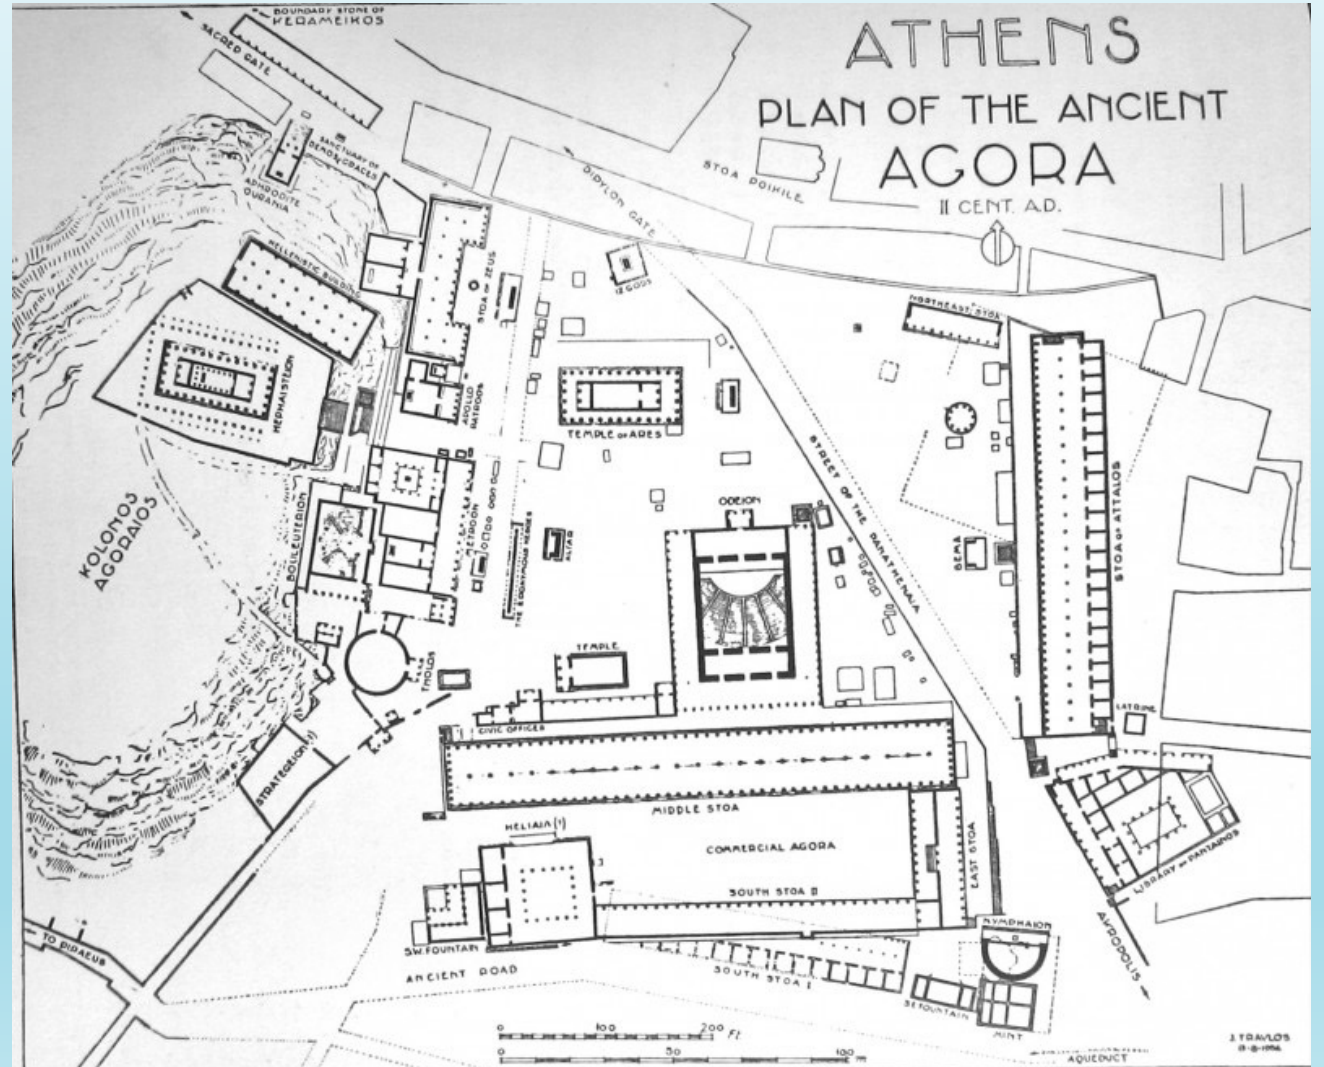 BOUNDARY STONE OF
KERAMEIKOS
SACRED GATE
ATHENS
PLAN OF THE ANCIENT
AGORA
II CENT. A.D.
SANCTUARY OF
DEMOS & GRACES
APHRODITE
OURANIA
DIPYLON GATE
STOA POIKILE
HELLENISTIC BUILDING
STOA OF ZEUS
12 GODS
NORTHEAST STOA
HEPHAISTEION
APOLLO
PATROOS
TEMPLE OF ARES
STREET OF THE PANATHENAIA
STOA OF ATTALOS
KOLONOS
AGORAIOS
BOULEUTERION
METROON
THE EPONYMOUS HEROES
ALTAR
ODEION
BEMA
THOLOS
TEMPLE
LATRINE
CIVIC OFFICES
STRATEGEION (?)
MIDDLE STOA
HELIAIA (?)
COMMERCIAL AGORA
EAST STOA
LIBRARY OF PANTAINOS
SOUTH STOA II
NYMPHAION
AKROPOLIS
TO PIRAEUS
S.W. FOUNTAIN
ANCIENT ROAD
SOUTH STOA I
S.E. FOUNTAIN
MINT
0 100 200 Ft.
0 50 100 m
AQUEDUCT
J. TRAVLOS